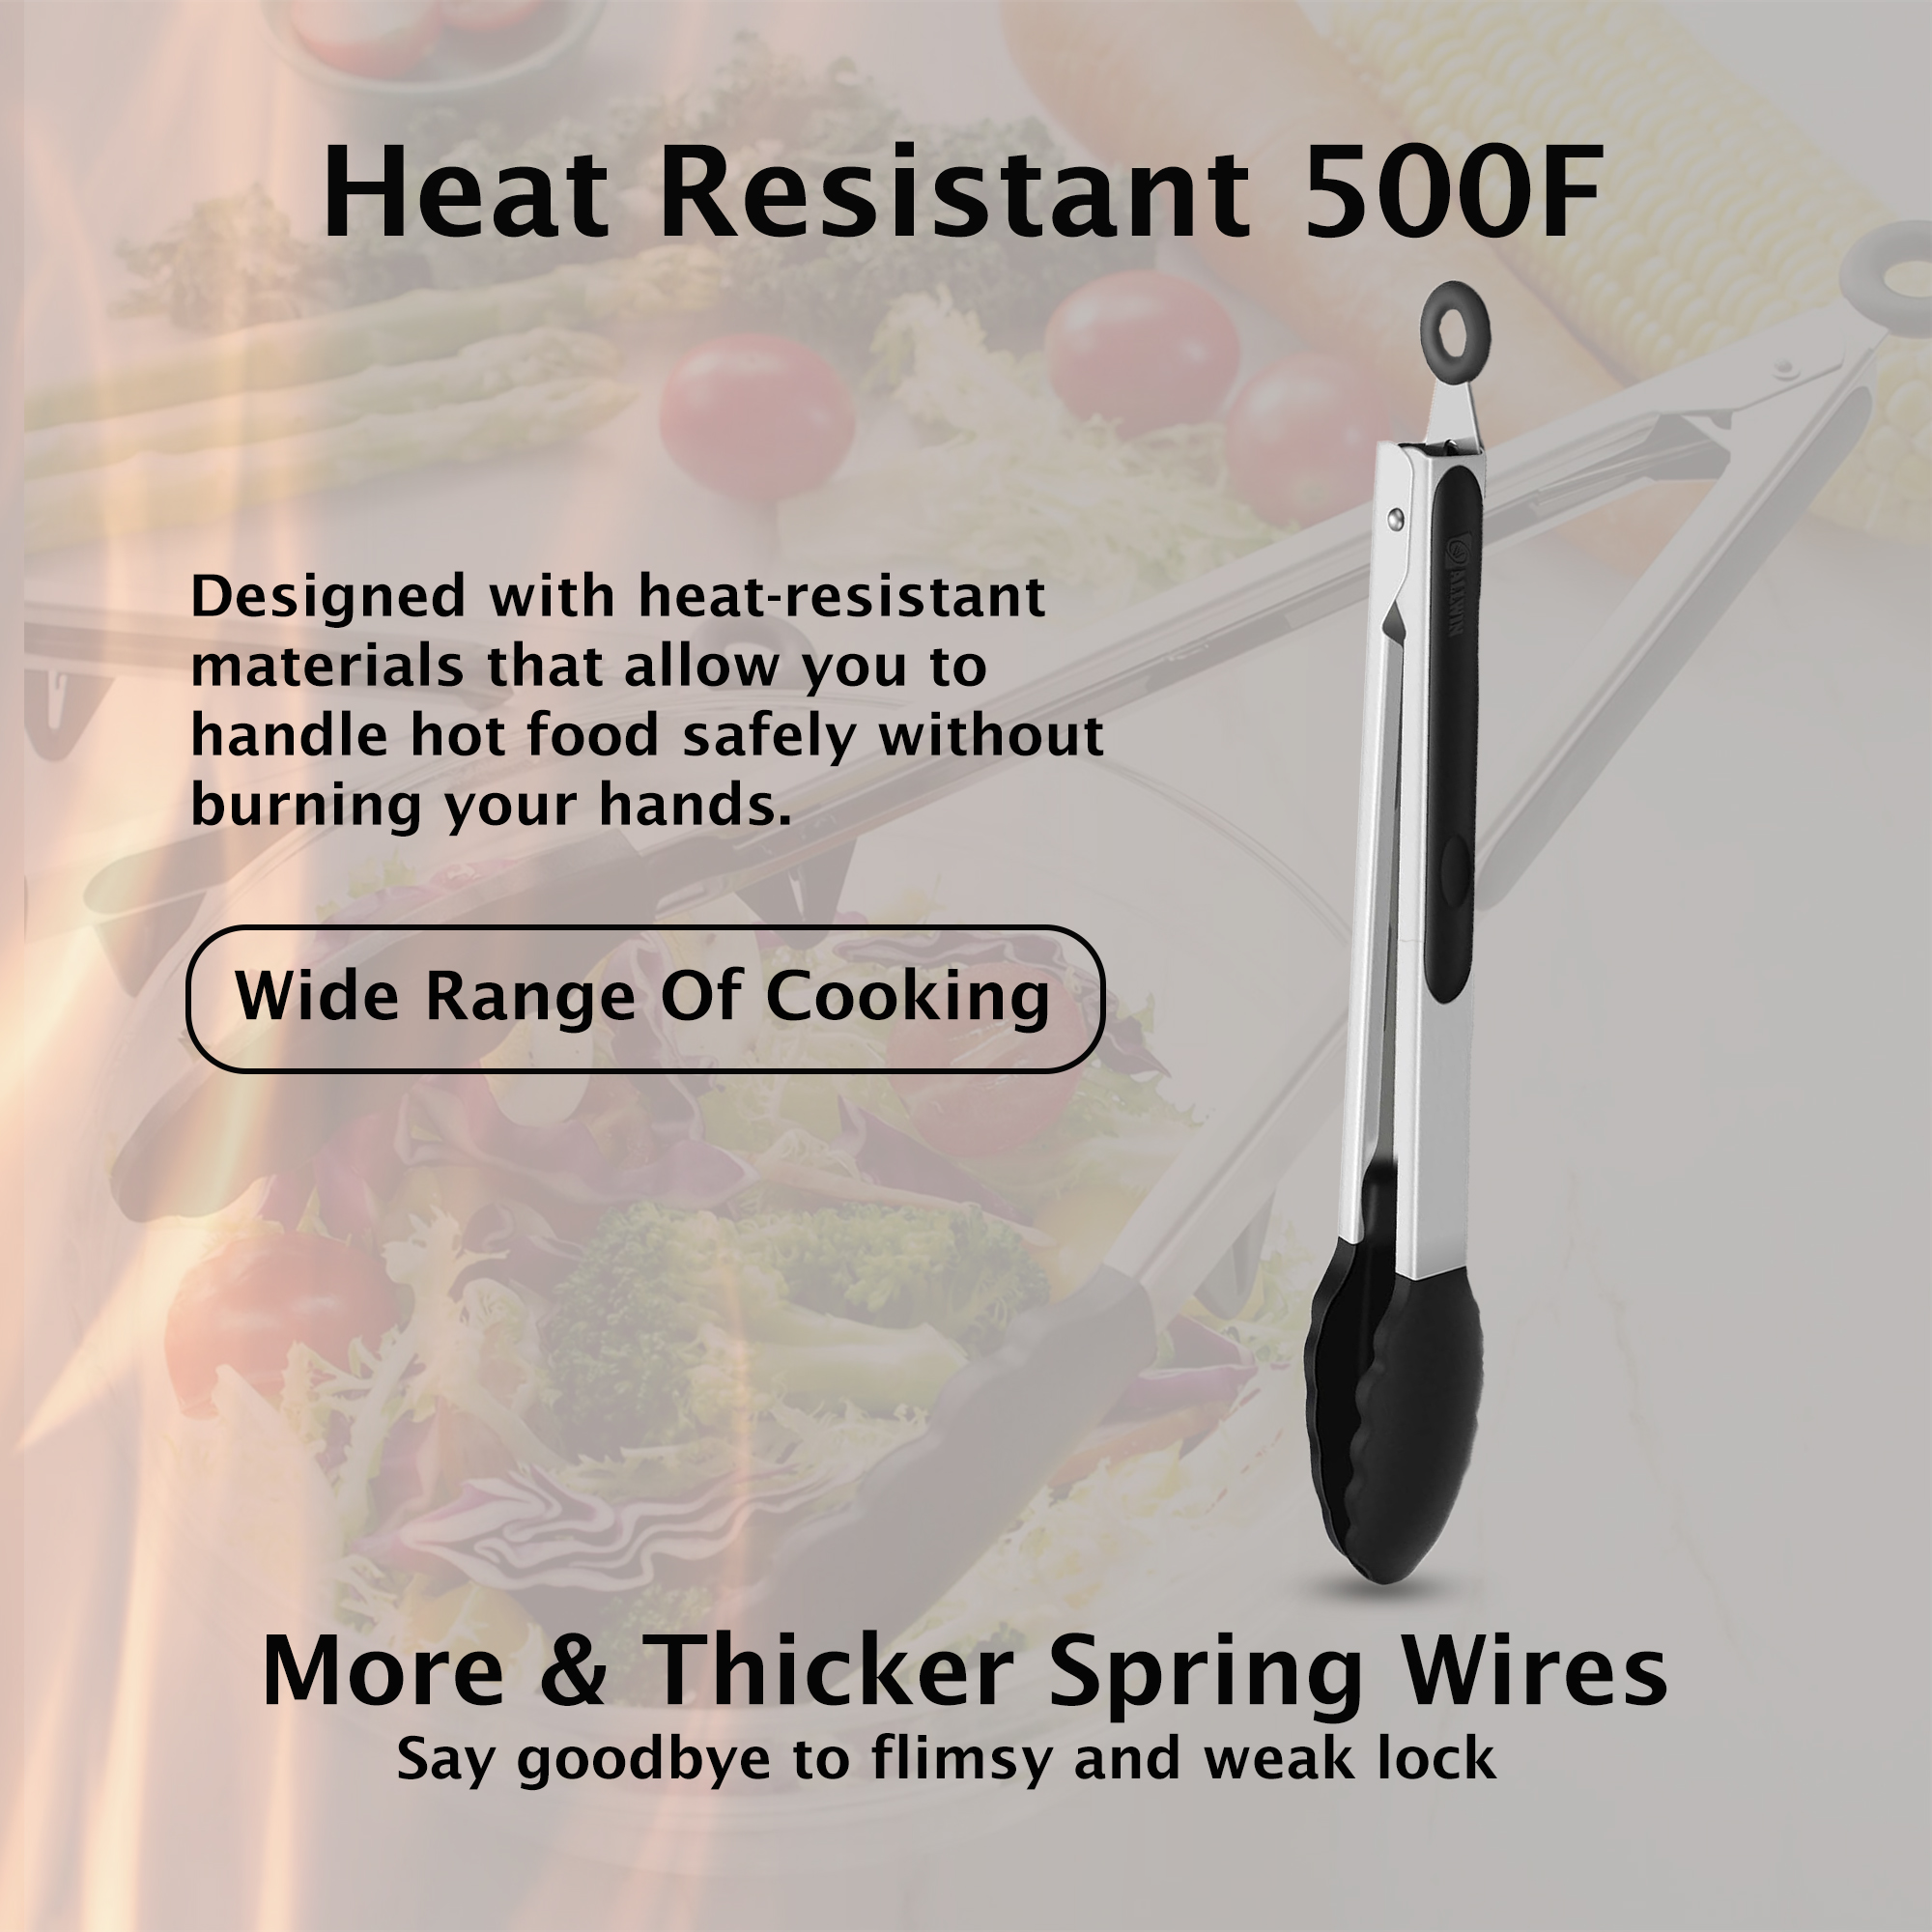 Heat Resistant 500F
ALLWIN
Designed with heat-resistant
materials that allow you to
handle hot food safely without
burning your hands.
Wide Range Of Cooking
More & Thicker Spring Wires
Say goodbye to flimsy and weak lock